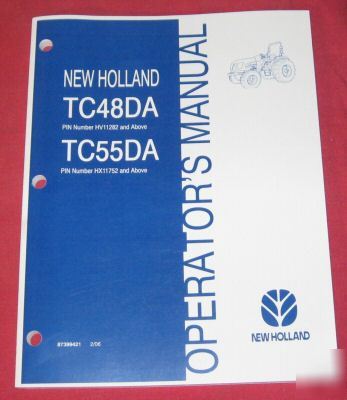 NEW HOLLAND
TC48DA
PIN Number HV11282 and Above
TC55DA
PIN Number HX11752 and Above
OPERATOR'S MANUAL
NEW HOLLAND
87399421 2/06